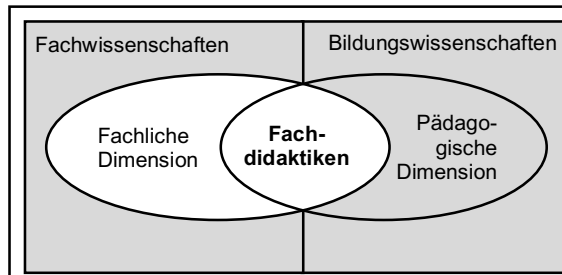 Fachwissenschaften
Bildungswissenschaften
Fachliche
Dimension
Fach-
didaktiken
Pädago-
gische
Dimension